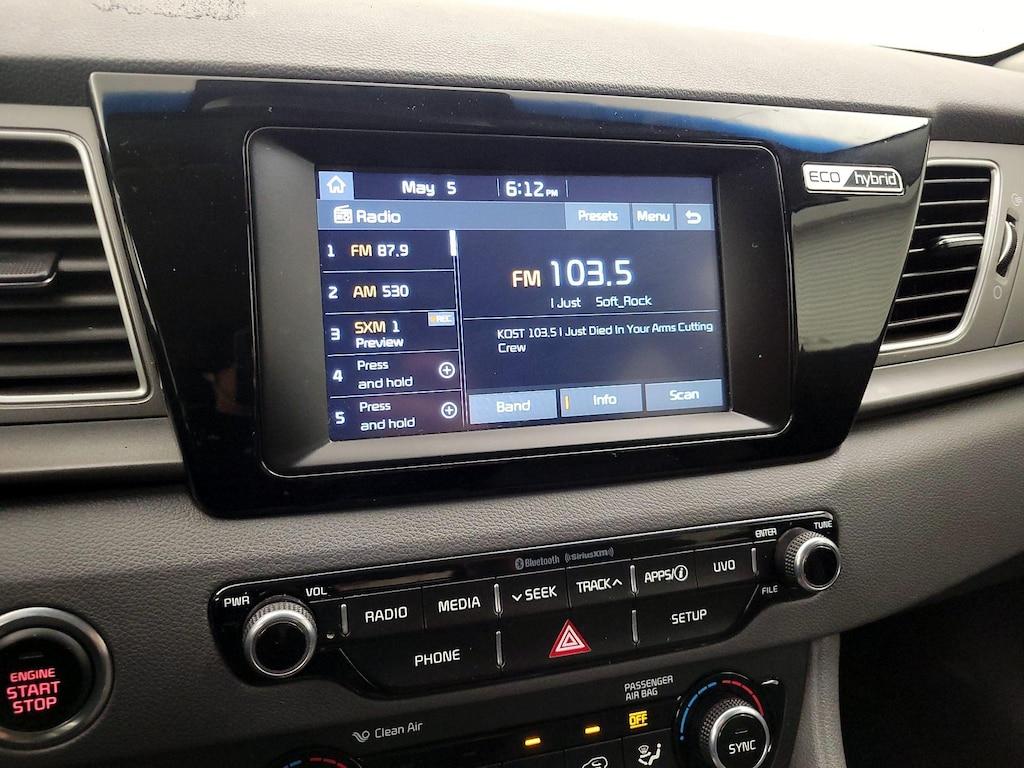 May 5 6:12 PM
ECO hybrid
Radio Presets Menu
1 FM 87.9
2 AM 530
3 SXM 1 REC
Preview
4 Press
and hold
5 Press
and hold
FM 103.5
I Just Soft_Rock
KOST 103.5 I Just Died In Your Arms Cutting
Crew
Band Info Scan
Bluetooth SiriusXM
PWR VOL
RADIO MEDIA SEEK TRACK APPS/i UVO
ENTER TUNE
FILE
PHONE SETUP
ENGINE
START
STOP
Clean Air
PASSENGER
AIR BAG
OFF
SYNC